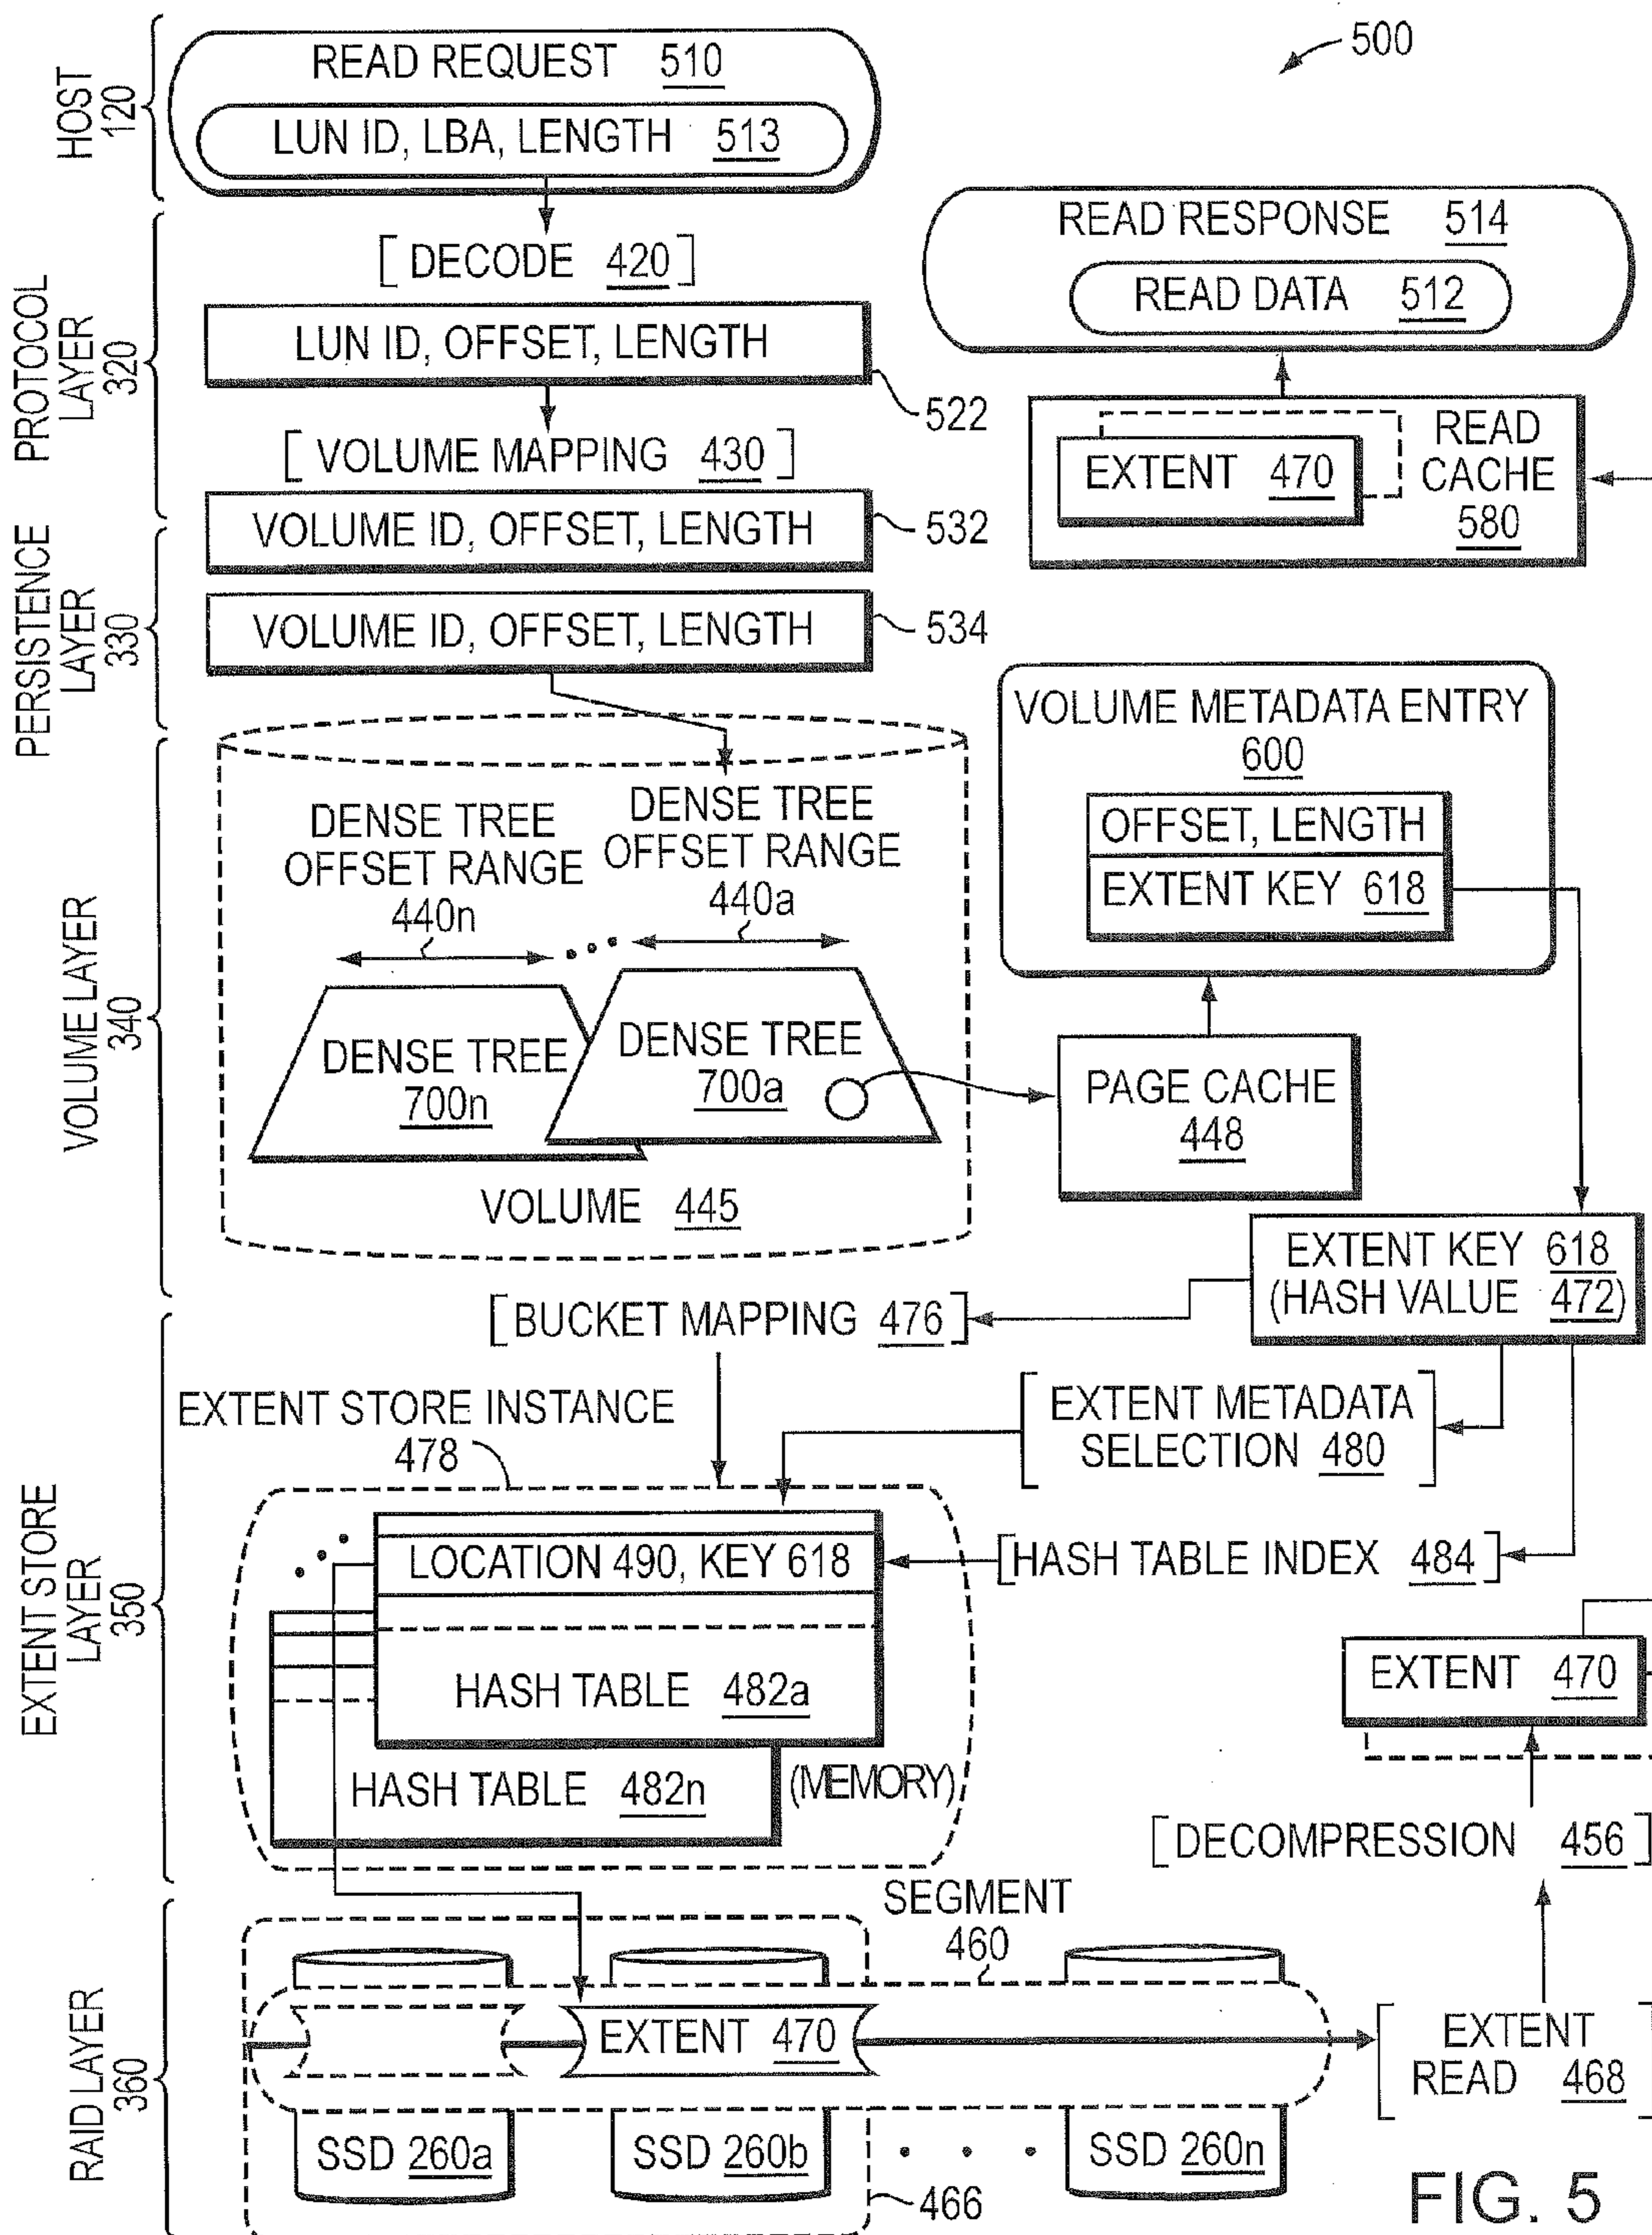 500
HOST
120
READ REQUEST 510
LUN ID, LBA, LENGTH 513
PROTOCOL
LAYER
320
[DECODE 420]
LUN ID, OFFSET, LENGTH
522
[VOLUME MAPPING 430]
VOLUME ID, OFFSET, LENGTH
532
READ RESPONSE 514
READ DATA 512
EXTENT 470
READ
CACHE
580
PERSISTENCE
LAYER
330
VOLUME ID, OFFSET, LENGTH
534
VOLUME LAYER
340
DENSE TREE
OFFSET RANGE
440n
DENSE TREE
OFFSET RANGE
440a
DENSE TREE
700n
DENSE TREE
700a
VOLUME 445
VOLUME METADATA ENTRY
600
OFFSET, LENGTH
EXTENT KEY 618
PAGE CACHE
448
EXTENT KEY 618
(HASH VALUE 472)
EXTENT STORE
LAYER
350
[BUCKET MAPPING 476]
EXTENT STORE INSTANCE
478
[EXTENT METADATA
SELECTION 480]
LOCATION 490, KEY 618
[HASH TABLE INDEX 484]
HASH TABLE 482a
HASH TABLE 482n
(MEMORY)
EXTENT 470
[DECOMPRESSION 456]
RAID LAYER
360
SEGMENT
460
EXTENT 470
[EXTENT
READ 468]
SSD 260a
SSD 260b
. . .
SSD 260n
466
FIG. 5